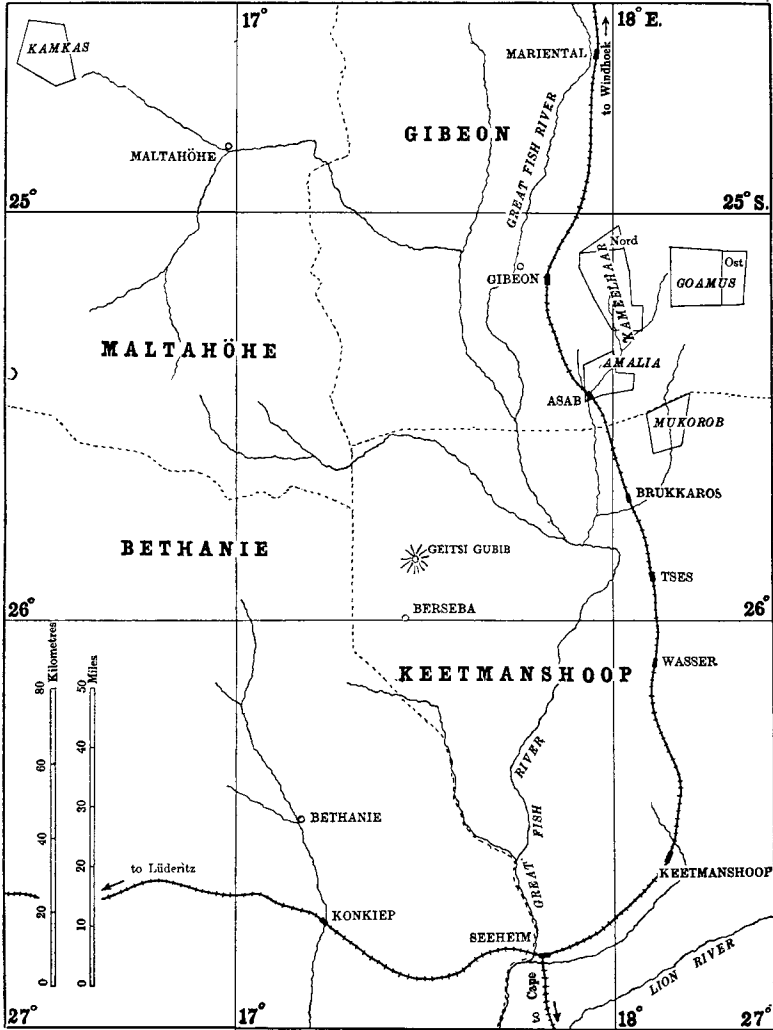 17°
18° E.
KAMKAS
MARIENTAL
to Windhoek
GIBEON
GREAT FISH RIVER
MALTAHÖHE
25°
25° S.
Nord
KAMEELHAAR
Ost
GOAMUS
GIBEON
MALTAHÖHE
AMALIA
ASAB
MUKOROB
BRUKKAROS
BETHANIE
GEITSI GUBIB
TSES
BERSEBA
26°
26°
Kilometres
Miles
WASSER
KEETMANSHOOP
80
60
40
20
0
50
40
30
20
10
0
RIVER
FISH
GREAT
BETHANIE
to Lüderitz
KEETMANSHOOP
KONKIEP
SEEHEIM
LION RIVER
to Cape
27°
17°
18°
27°